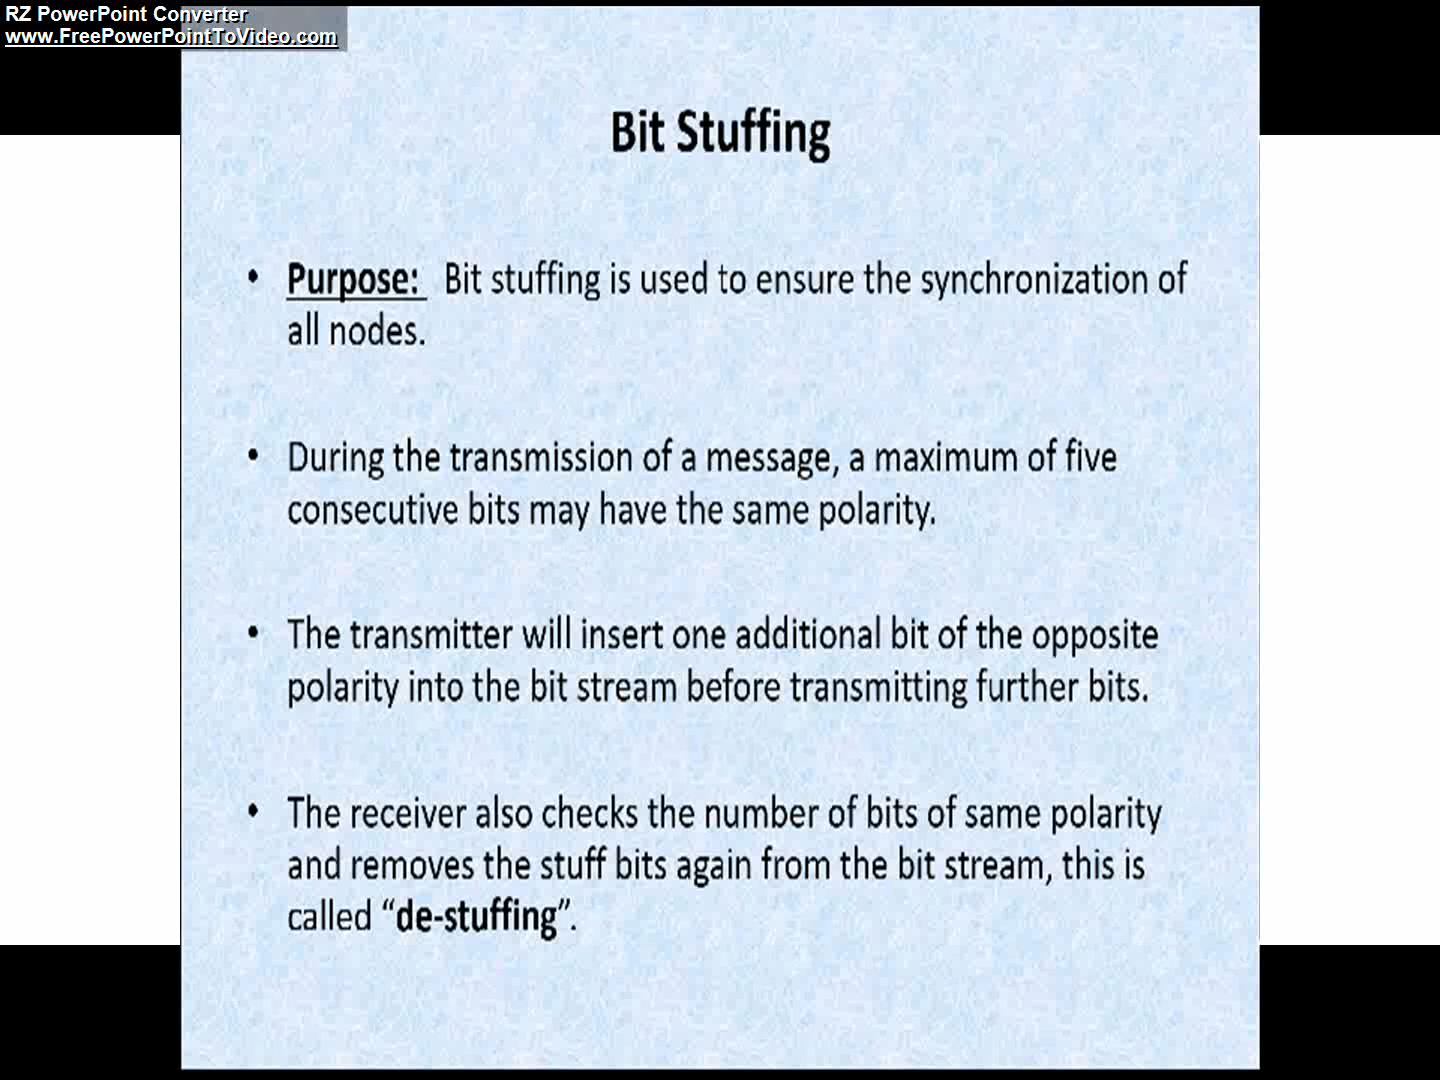 RZ PowerPoint Converter
www.FreePowerPointToVideo.com
Bit Stuffing
• Purpose: Bit stuffing is used to ensure the synchronization of
all nodes.
• During the transmission of a message, a maximum of five
consecutive bits may have the same polarity.
• The transmitter will insert one additional bit of the opposite
polarity into the bit stream before transmitting further bits.
• The receiver also checks the number of bits of same polarity
and removes the stuff bits again from the bit stream, this is
called “de-stuffing”.